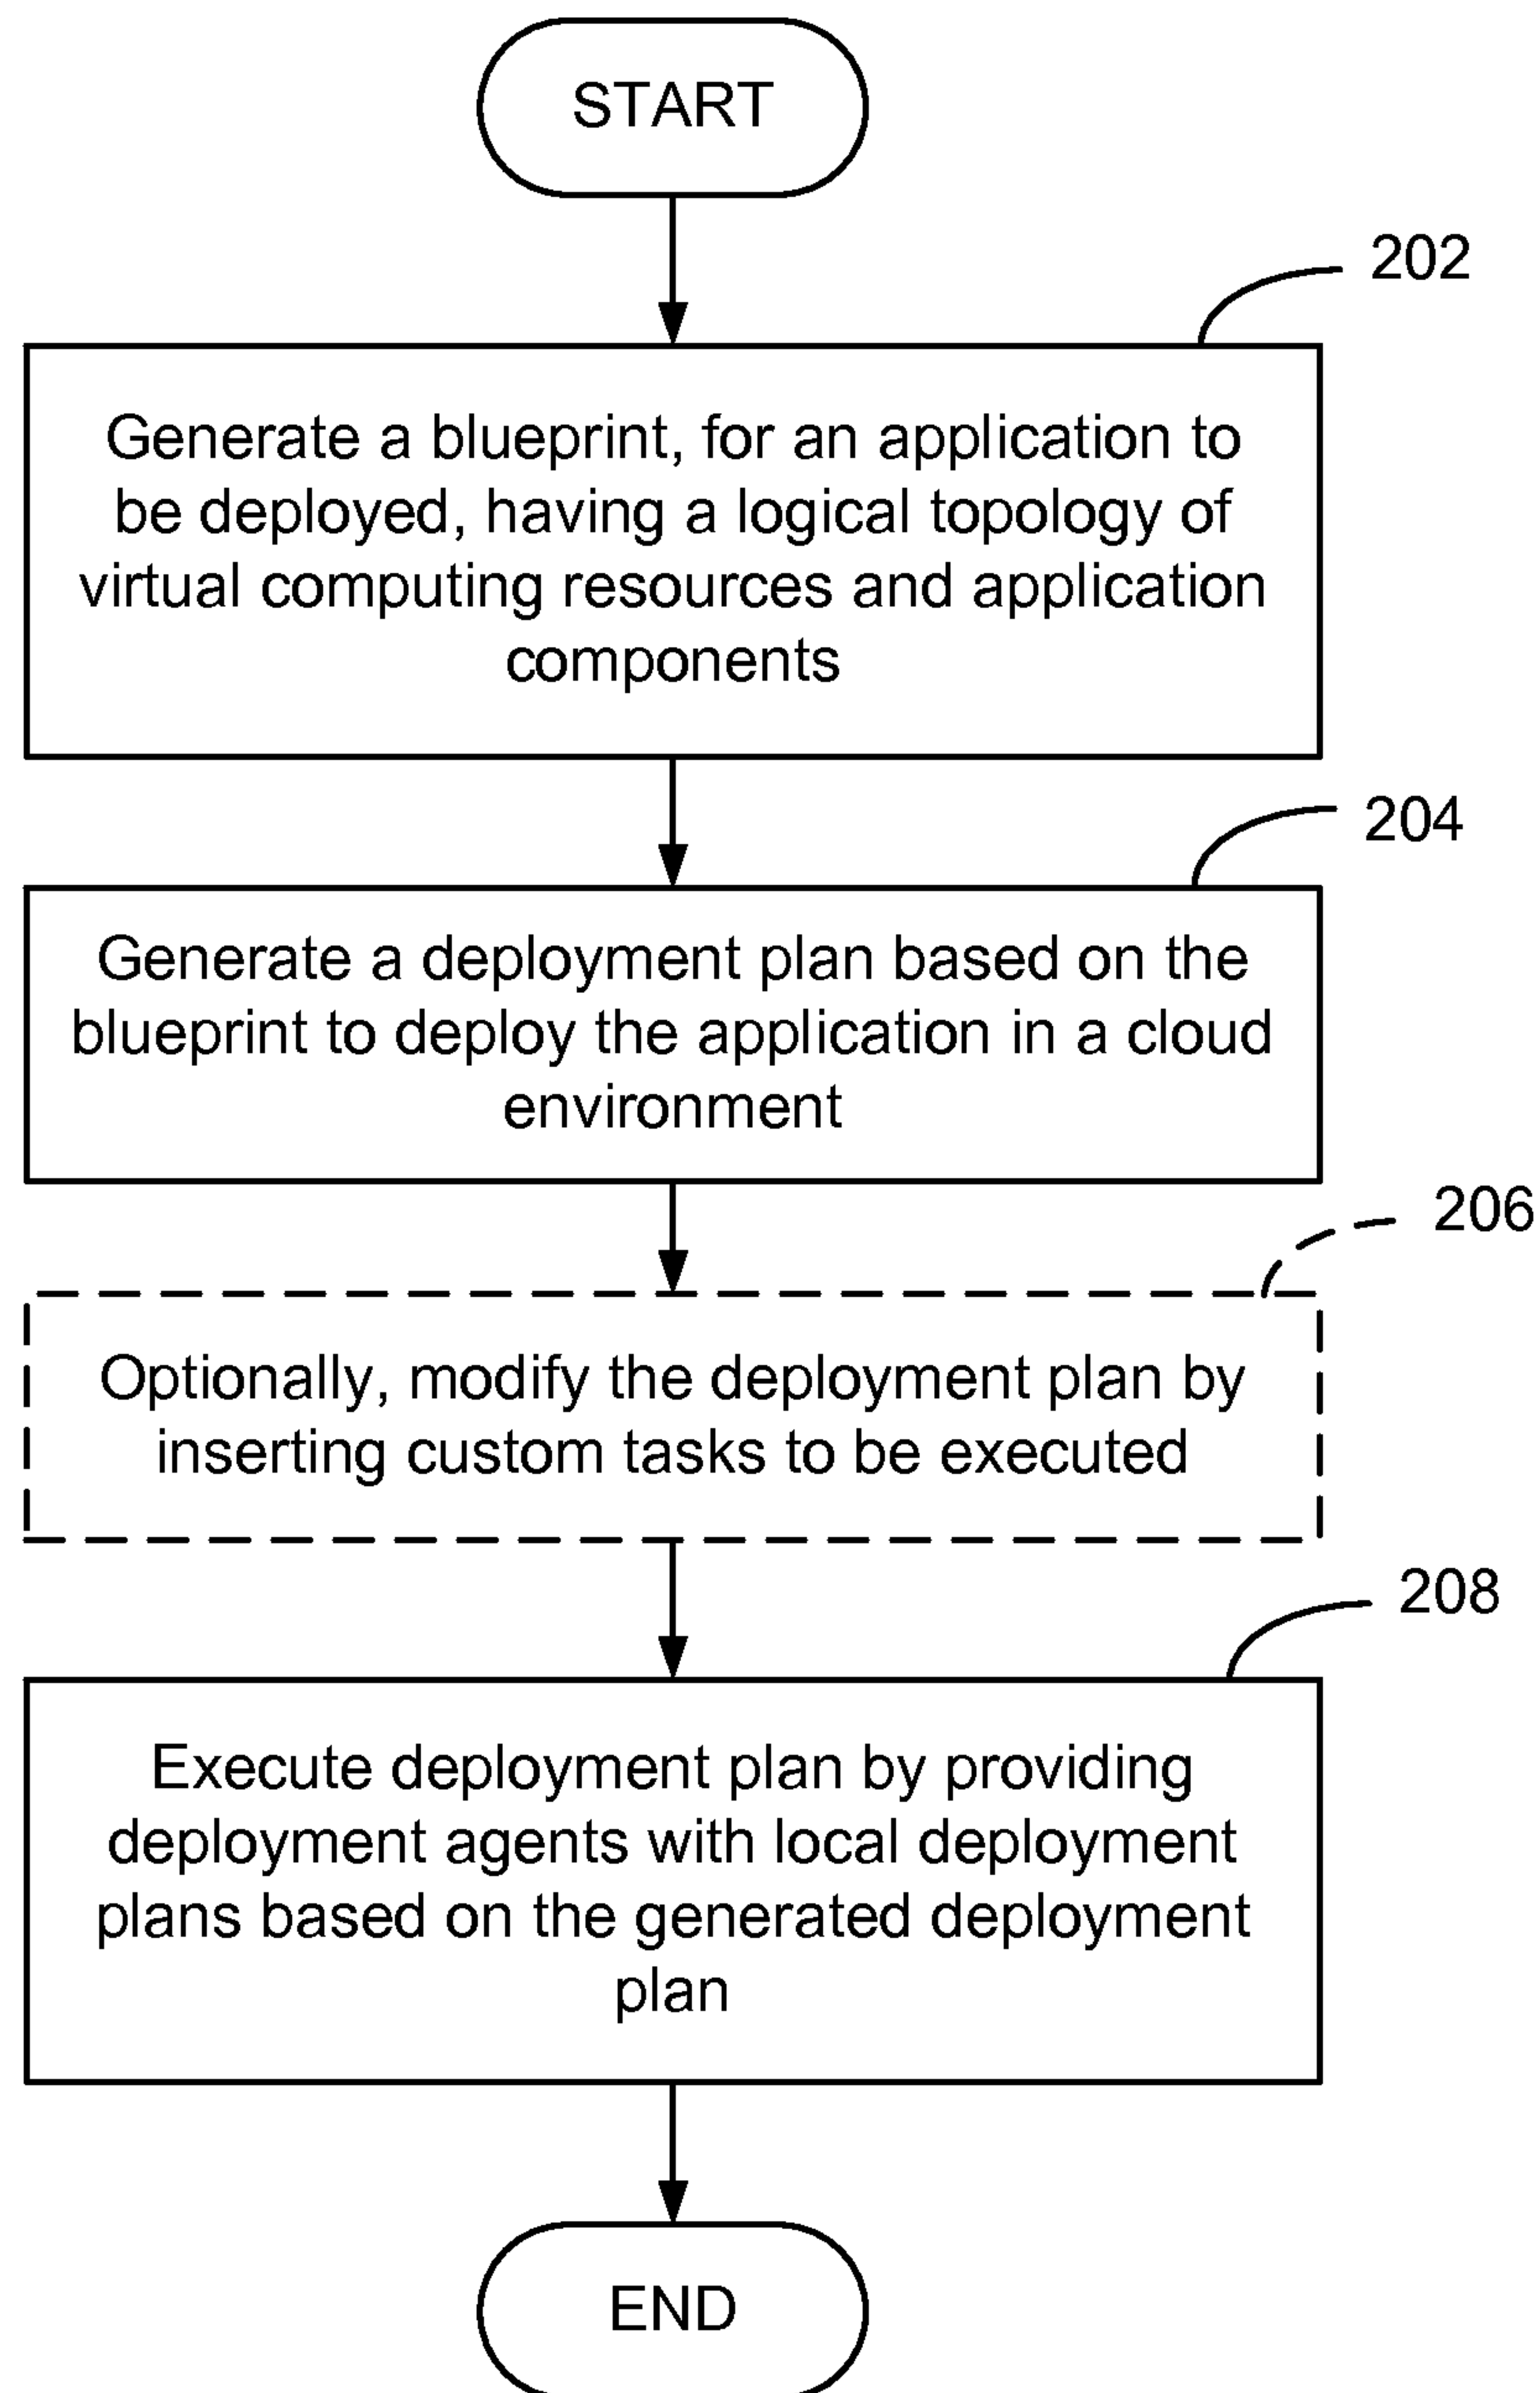 START
202
Generate a blueprint, for an application to
be deployed, having a logical topology of
virtual computing resources and application
components
204
Generate a deployment plan based on the
blueprint to deploy the application in a cloud
environment
206
Optionally, modify the deployment plan by
inserting custom tasks to be executed
208
Execute deployment plan by providing
deployment agents with local deployment
plans based on the generated deployment
plan
END